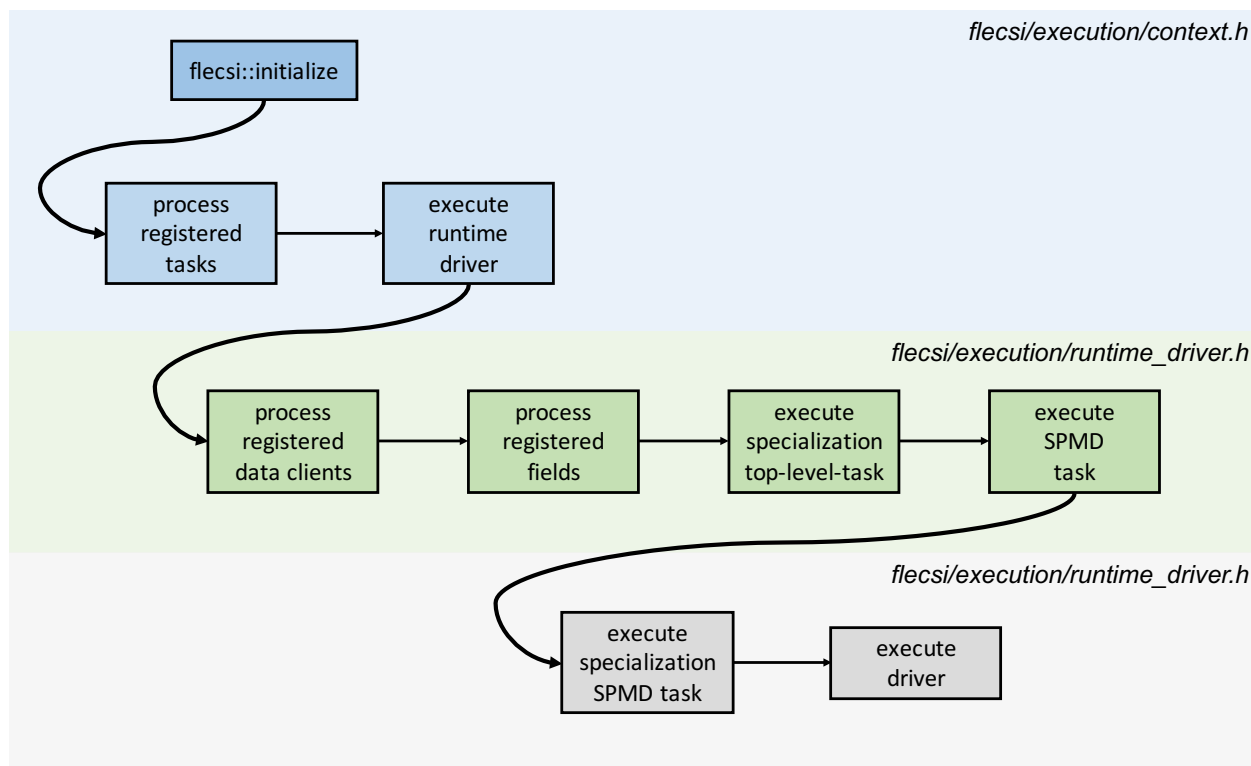 flecsi/execution/context.h
flecsi::initialize
process
registered
tasks
execute
runtime
driver
flecsi/execution/runtime_driver.h
process
registered
data clients
process
registered
fields
execute
specialization
top-level-task
execute
SPMD
task
flecsi/execution/runtime_driver.h
execute
specialization
SPMD task
execute
driver